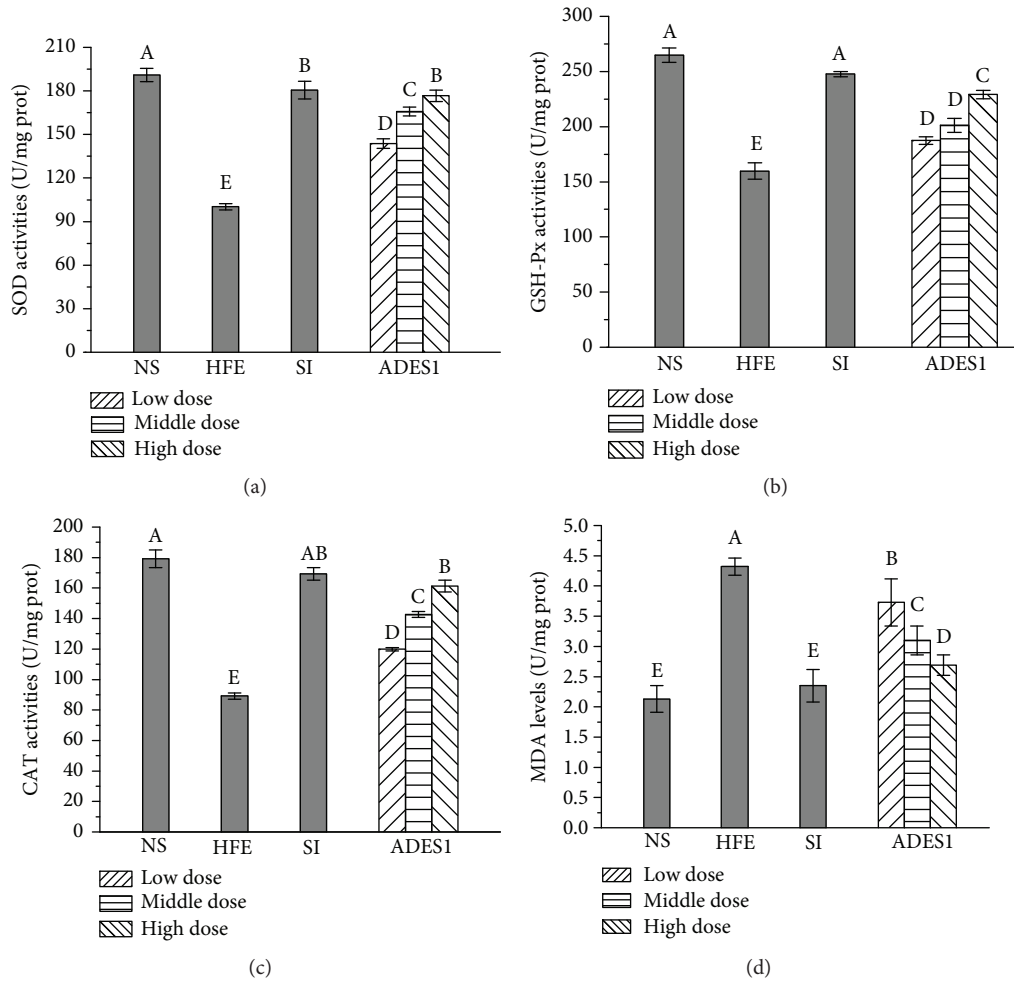 SOD activities (U/mg prot)
210
180
150
120
90
60
30
0
A
E
B
D
C
B
NS HFE SI ADES1
Low dose
Middle dose
High dose
(a)
GSH-Px activities (U/mg prot)
300
250
200
150
300
250
0
A
E
A
D
D
C
NS HFE SI ADES1
Low dose
Middle dose
High dose
(b)
CAT activities (U/mg prot)
200
180
160
140
120
100
80
60
40
20
0
A
E
AB
D
C
B
NS HFE SI ADES1
Low dose
Middle dose
High dose
(c)
MDA levels (U/mg prot)
5.0
4.5
4.0
3.5
3.0
2.5
2.0
1.5
1.0
0.5
0.0
E
A
E
B
C
D
NS HFE SI ADES1
Low dose
Middle dose
High dose
(d)